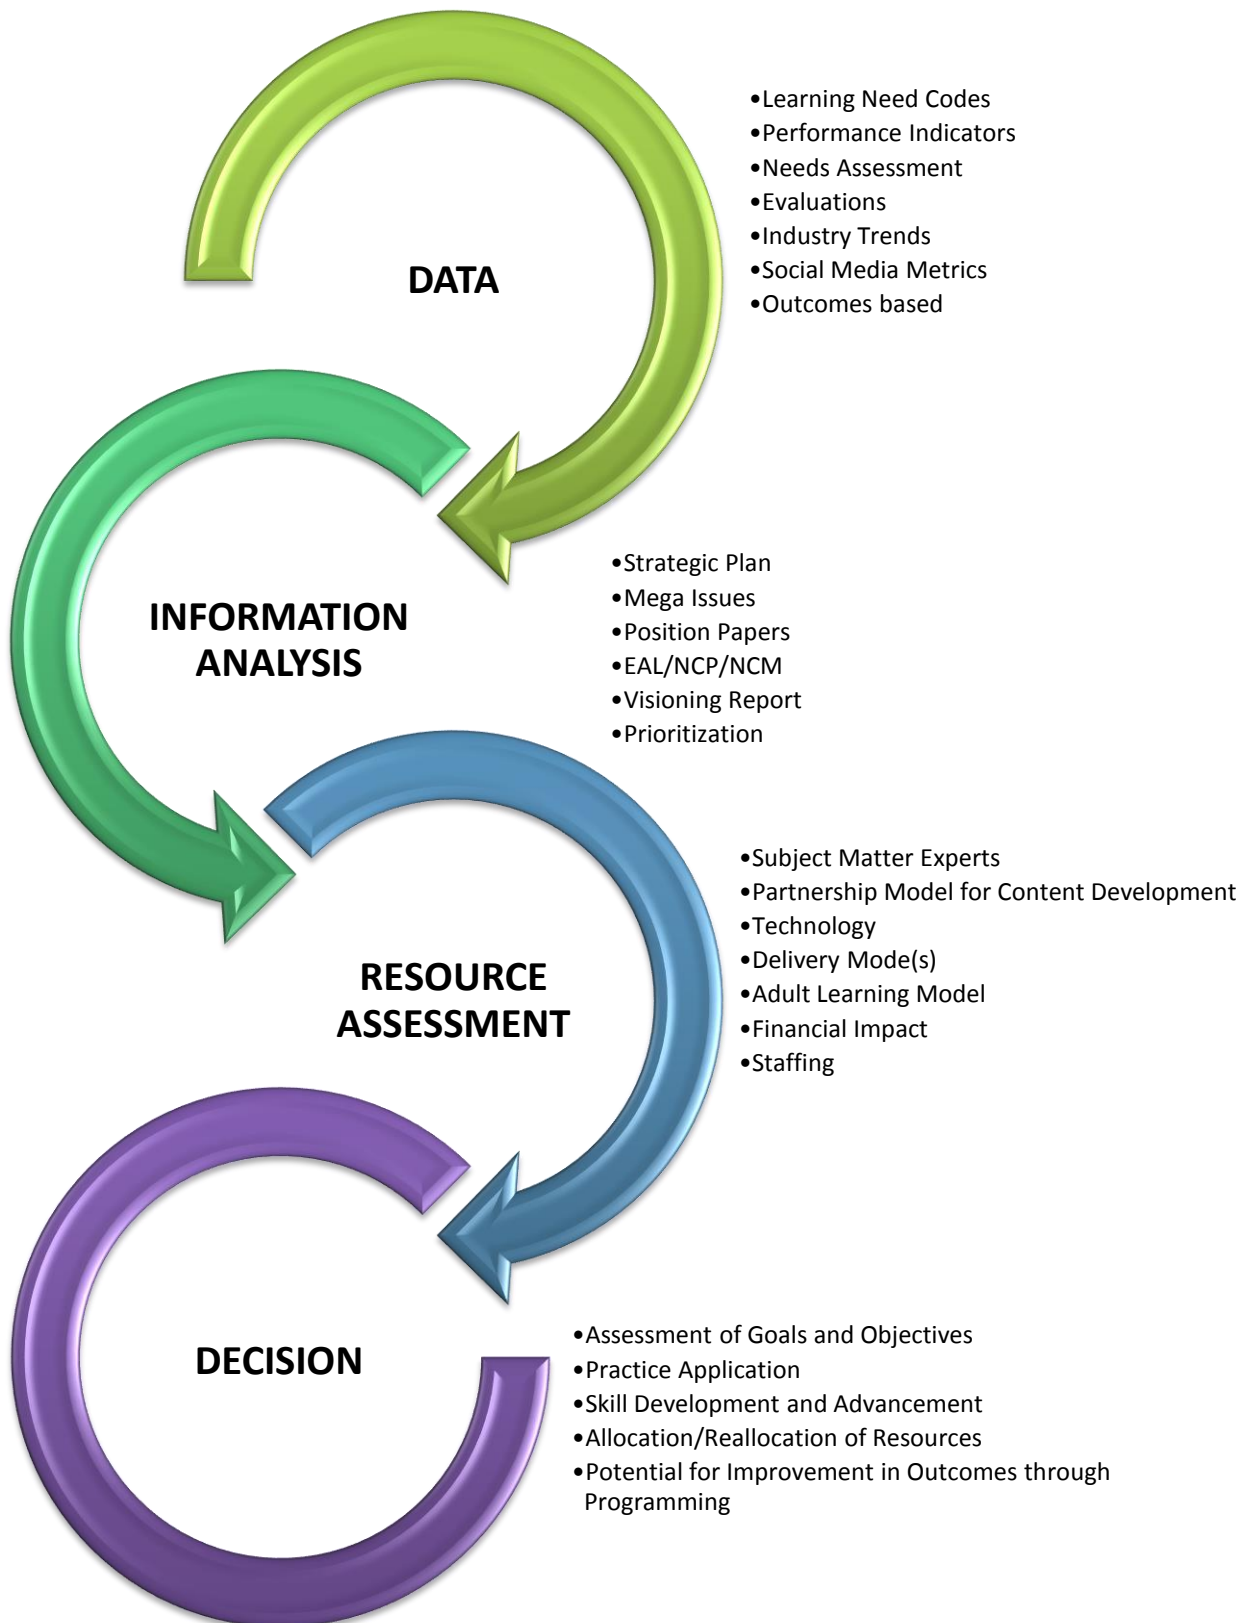 DATA
•Learning Need Codes
•Performance Indicators
•Needs Assessment
•Evaluations
•Industry Trends
•Social Media Metrics
•Outcomes based
INFORMATION
ANALYSIS
•Strategic Plan
•Mega Issues
•Position Papers
•EAL/NCP/NCM
•Visioning Report
•Prioritization
RESOURCE
ASSESSMENT
•Subject Matter Experts
•Partnership Model for Content Development
•Technology
•Delivery Mode(s)
•Adult Learning Model
•Financial Impact
•Staffing
DECISION
•Assessment of Goals and Objectives
•Practice Application
•Skill Development and Advancement
•Allocation/Reallocation of Resources
•Potential for Improvement in Outcomes through
Programming